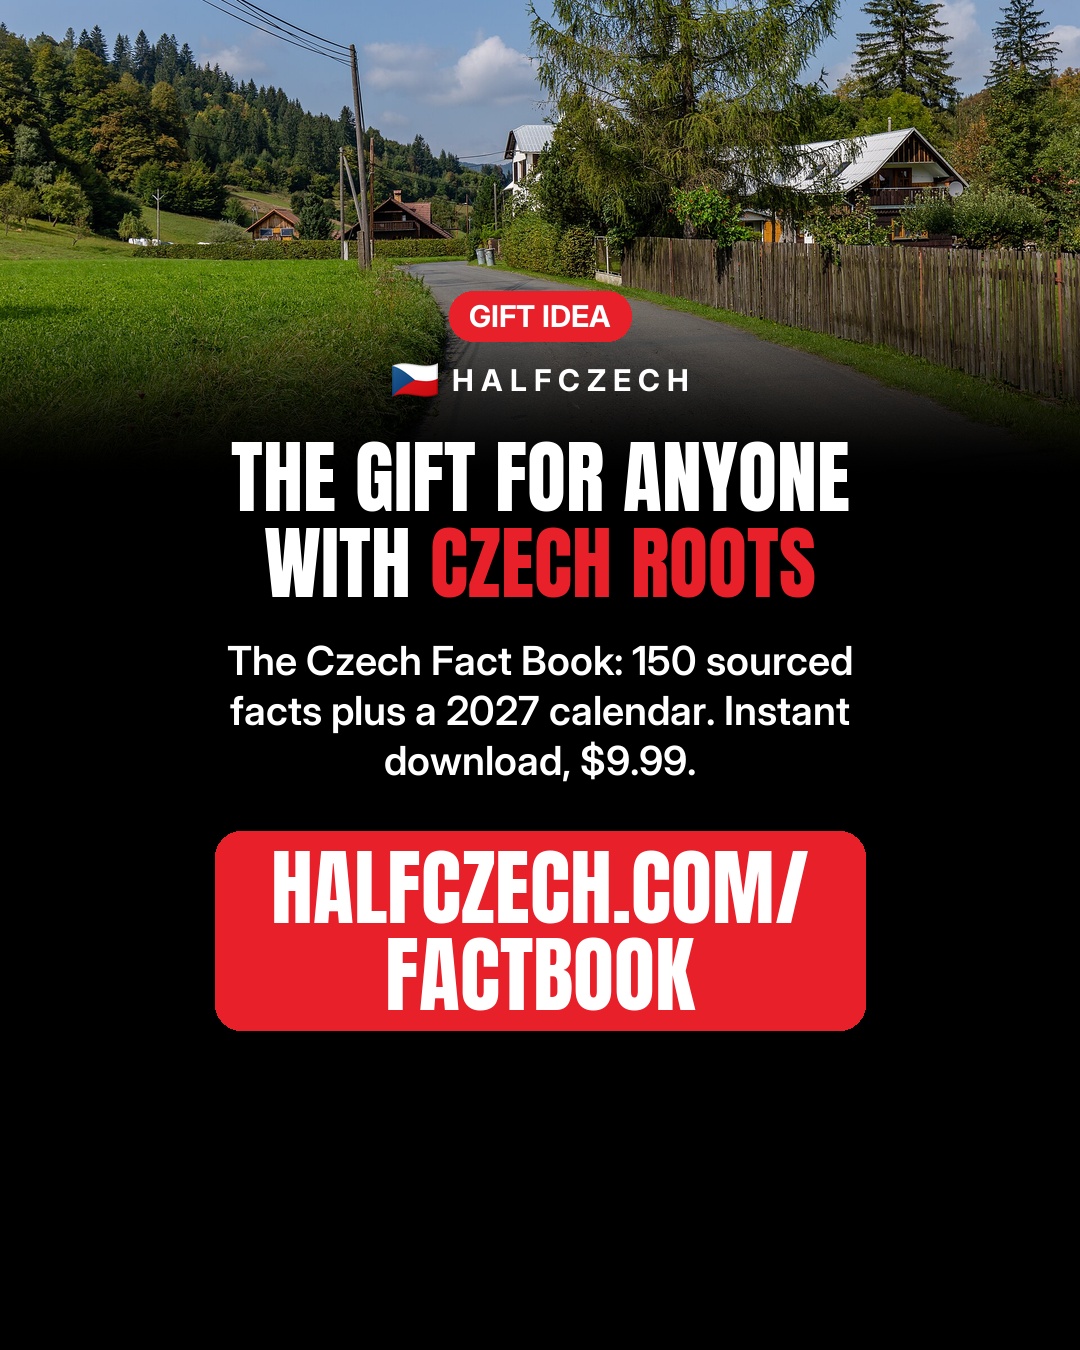 GIFT IDEA
HALFCZECH
THE GIFT FOR ANYONE
WITH CZECH ROOTS
The Czech Fact Book: 150 sourced
facts plus a 2027 calendar. Instant
download, $9.99.
HALFCZECH.COM/
FACTBOOK